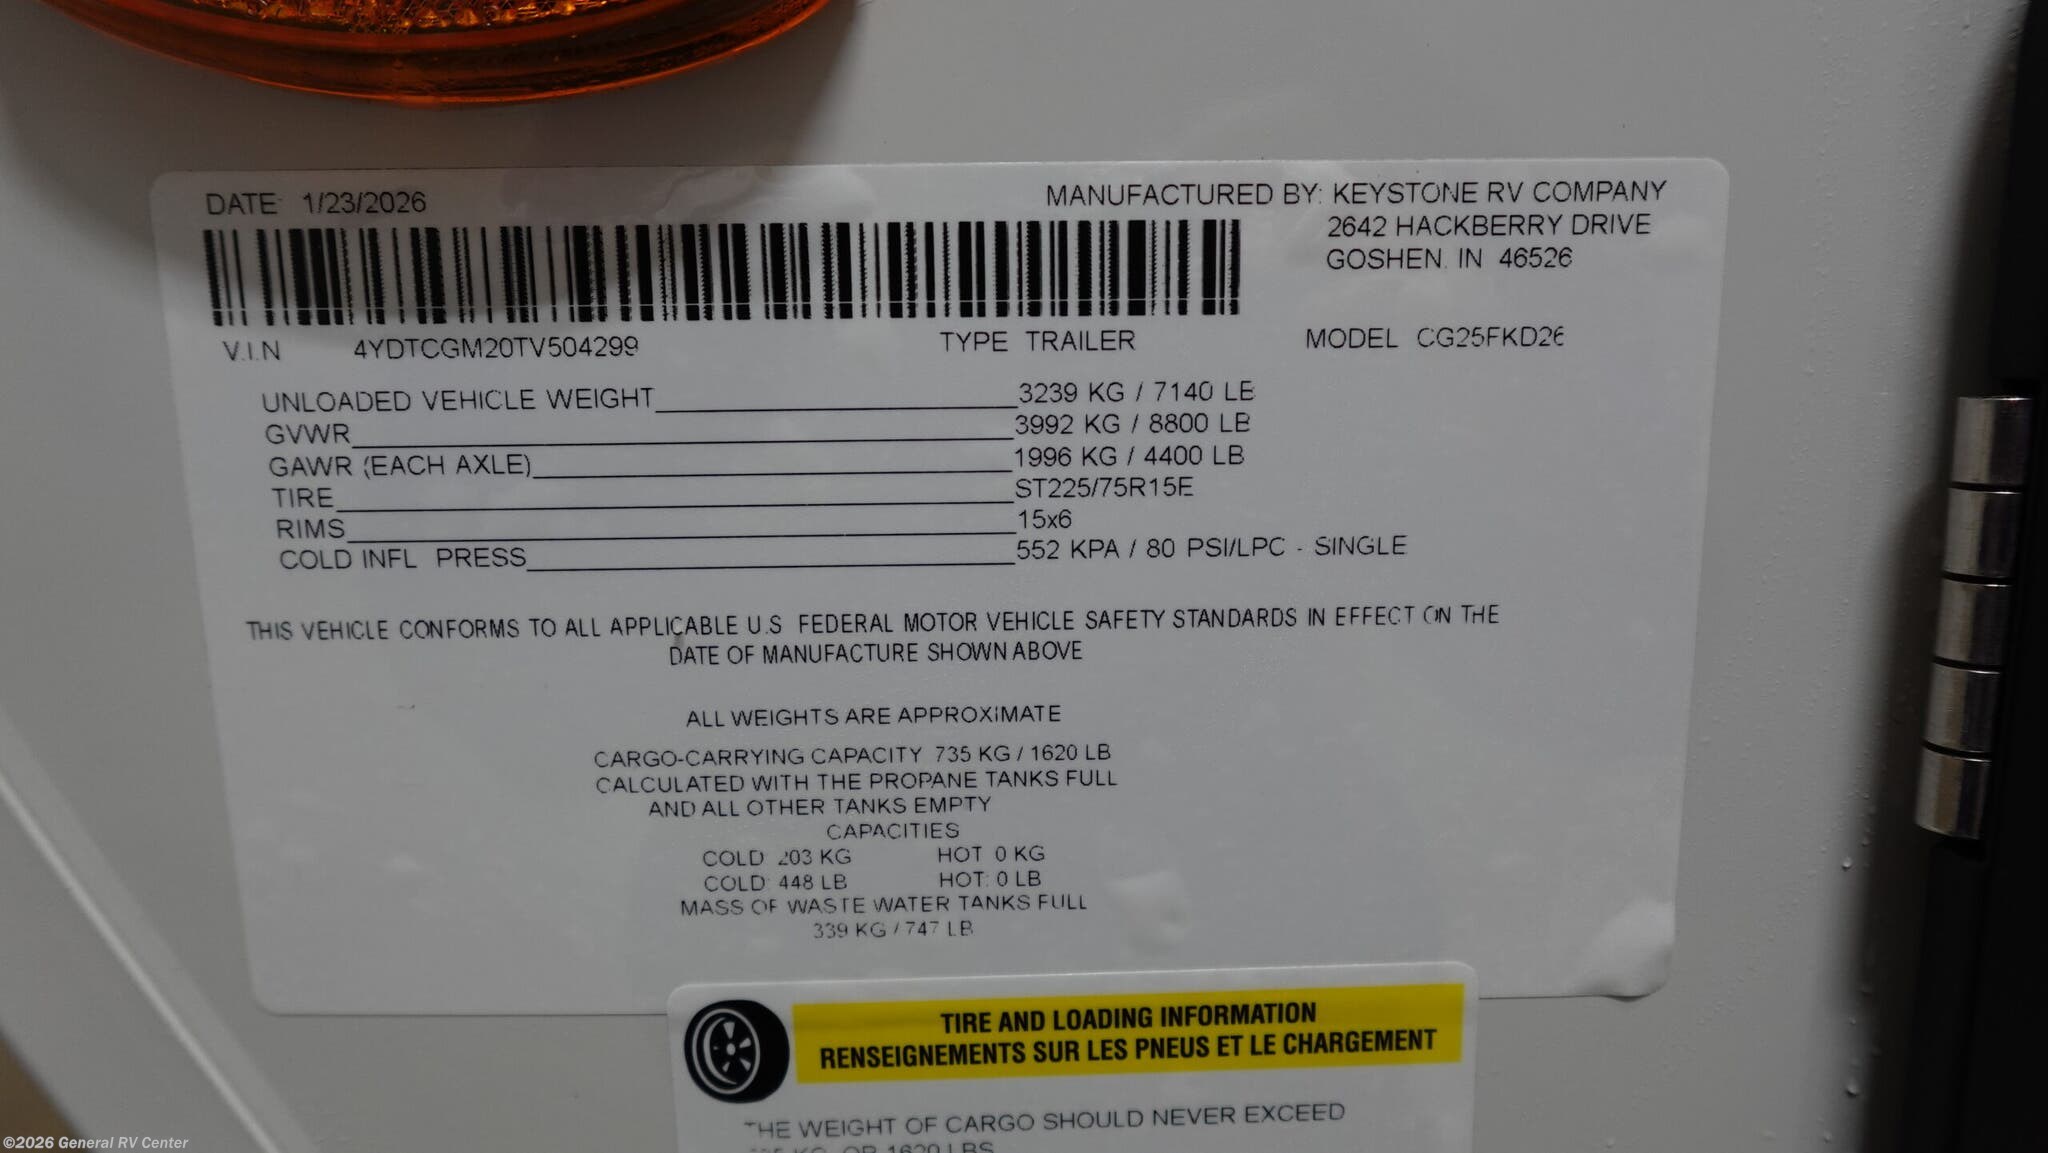 DATE: 1/23/2026
MANUFACTURED BY: KEYSTONE RV COMPANY
2642 HACKBERRY DRIVE
GOSHEN, IN 46526
V.I.N 4YDTCGM20TV504299 TYPE TRAILER MODEL CG25FKD26
UNLOADED VEHICLE WEIGHT 3239 KG / 7140 LB
GVWR 3992 KG / 8800 LB
GAWR (EACH AXLE) 1996 KG / 4400 LB
TIRE ST225/75R15E
RIMS 15x6
COLD INFL PRESS 552 KPA / 80 PSI/LPC - SINGLE
THIS VEHICLE CONFORMS TO ALL APPLICABLE U.S FEDERAL MOTOR VEHICLE SAFETY STANDARDS IN EFFECT ON THE
DATE OF MANUFACTURE SHOWN ABOVE
ALL WEIGHTS ARE APPROXIMATE
CARGO-CARRYING CAPACITY 735 KG / 1620 LB
CALCULATED WITH THE PROPANE TANKS FULL
AND ALL OTHER TANKS EMPTY
CAPACITIES
COLD 203 KG HOT 0 KG
COLD: 448 LB HOT: 0 LB
MASS OF WASTE WATER TANKS FULL
339 KG / 747 LB
TIRE AND LOADING INFORMATION
RENSEIGNEMENTS SUR LES PNEUS ET LE CHARGEMENT
THE WEIGHT OF CARGO SHOULD NEVER EXCEED
KG OR 1620 LBS
©2026 General RV Center